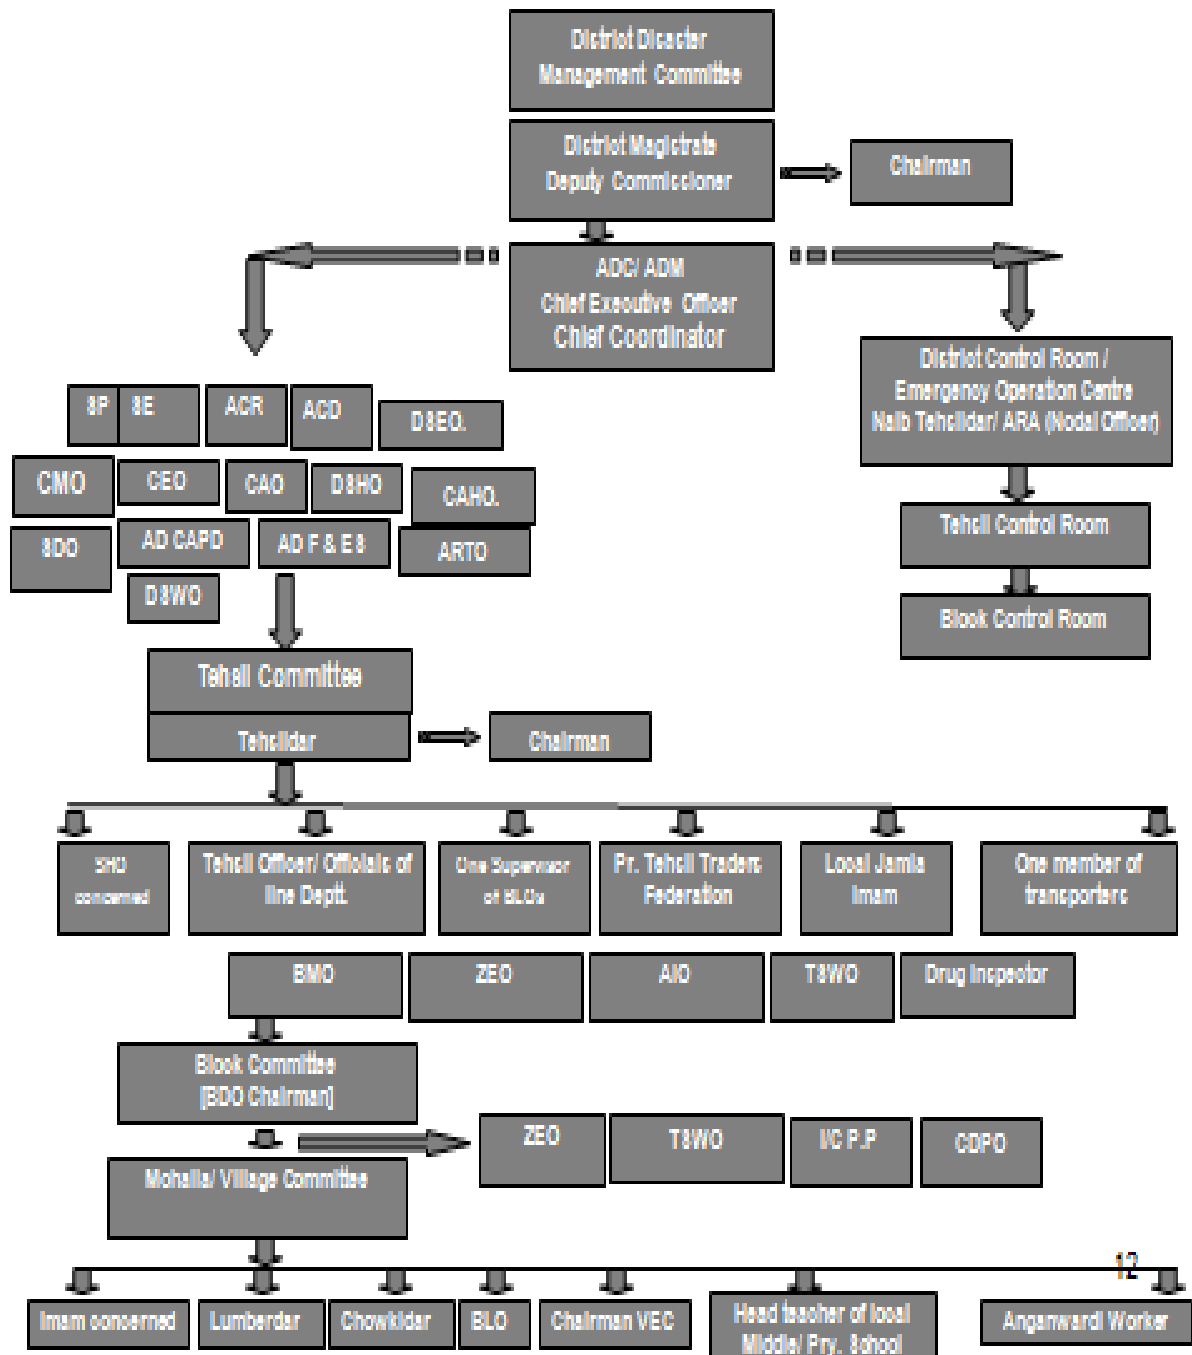 District Disaster
Management Committee
District Magistrate
Deputy Commissioner
Chairman
ADC/ ADM
Chief Executive Officer
Chief Coordinator
District Control Room /
Emergency Operation Centre
Naib Tehsildar/ ARA (Nodal Officer)
SP SE ACR ACD DSEO.
CMO CEO CAO DSHO CAHO.
SDO AD CAPD AD F & E S ARTO
DSWO
Tehsil Control Room
Block Control Room
Tehsil Committee
Tehsildar
Chairman
SHO
concerned
Tehsil Officer/ Officials of
line Deptt.
One Supervisor
of BLOs
Pr. Tehsil Traders
Federation
Local Jamia
Imam
One member of
transporters
BMO ZEO AIO TSWO Drug Inspector
Block Committee
[BDO Chairman]
ZEO TSWO I/C P.P CDPO
Mohalla/ Village Committee
12
Imam concerned
Lumberdar
Chowkidar
BLO
Chairman VEC
Head teacher of local
Middle/ Pry. School
Anganwardi Worker